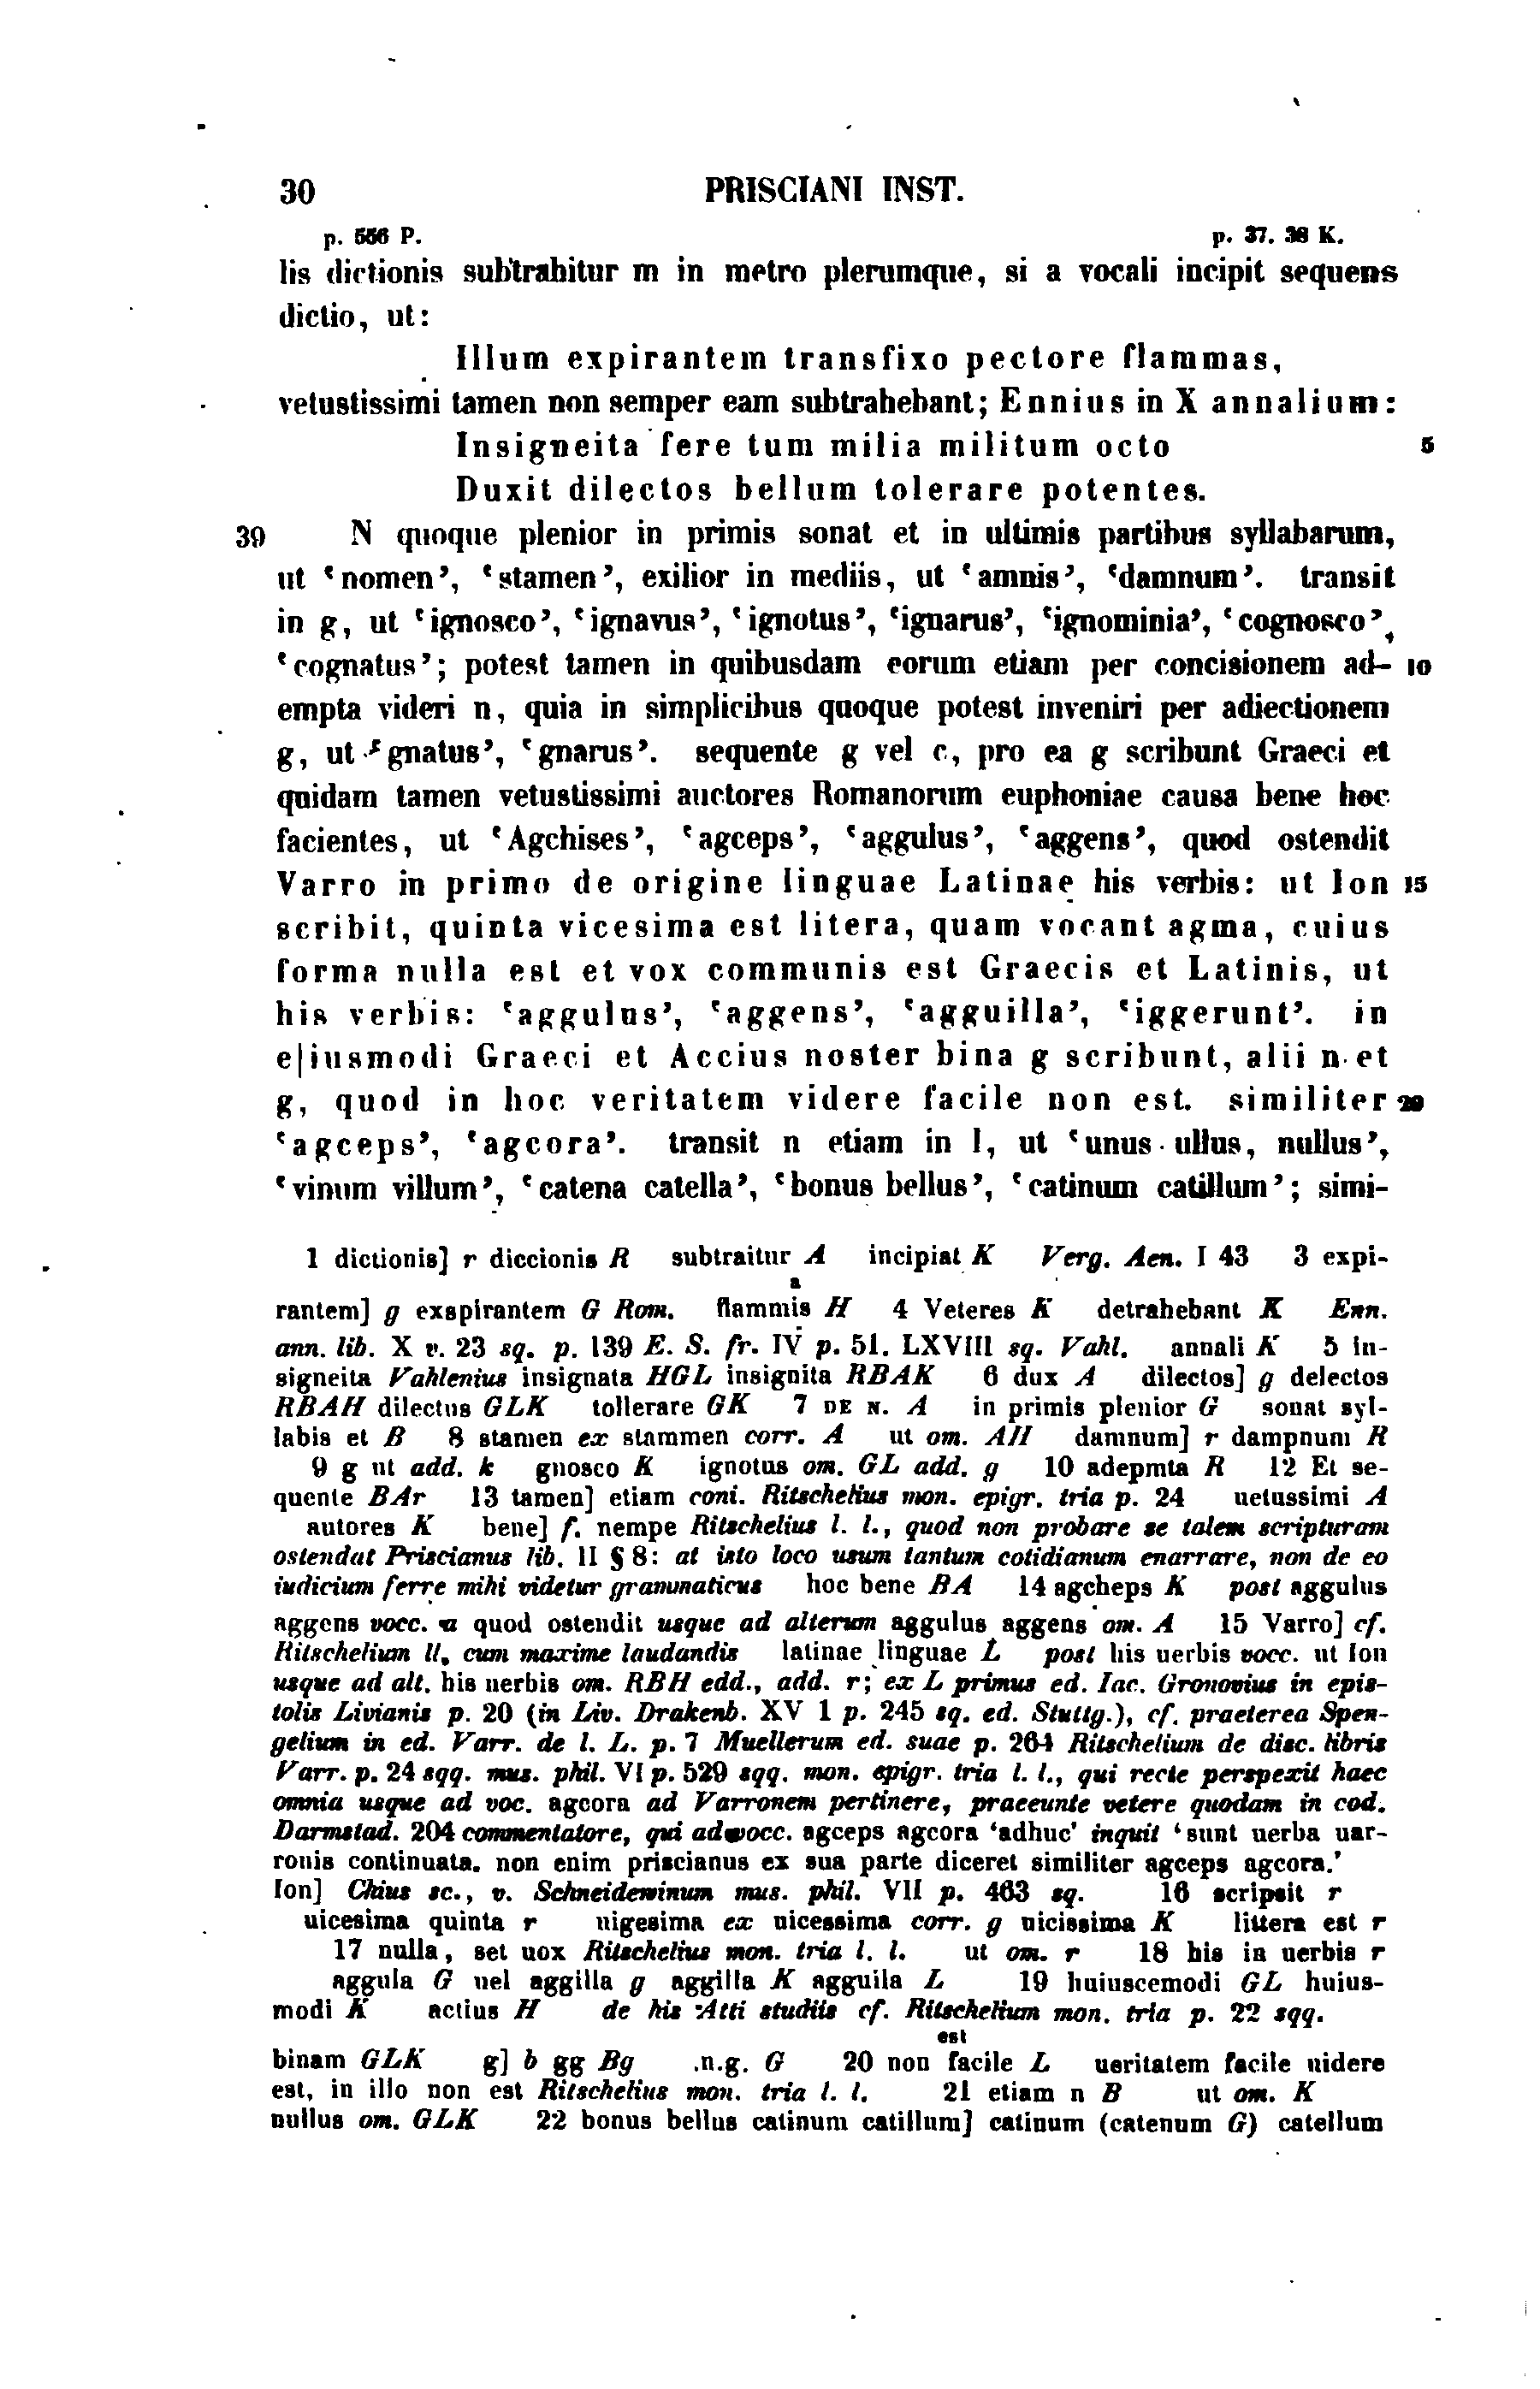 30 PRISCIANI INST.
p. 556 P. p. 37. 38 K.
lis dictionis subtrahitur m in metro plerumque, si a vocali incipit sequens
dictio, ut:
Illum expirantem transfixo pectore flammas,
vetustissimi tamen non semper eam subtrahebant; Ennius in X annalium:
Insigneita fere tum milia militum octo 5
Duxit dilectos bellum tolerare potentes.
39 N quoque plenior in primis sonat et in ultimis partibus syllabarum,
ut ‘nomen’, ‘stamen’, exilior in mediis, ut ‘amnis’, ‘damnum’. transit
in g, ut ‘ignosco’, ‘ignavus’, ‘ignotus’, ‘ignarus’, ‘ignominia’, ‘cognosco’,
‘cognatus’; potest tamen in quibusdam eorum etiam per concisionem ad- 10
empta videri n, quia in simplicibus quoque potest inveniri per adiectionem
g, ut ‘gnatus’, ‘gnarus’. sequente g vel c, pro ea g scribunt Graeci et
quidam tamen vetustissimi auctores Romanorum euphoniae causa bene hoc
facientes, ut ‘Agchises’, ‘agceps’, ‘aggulus’, ‘aggens’, quod ostendit
Varro in primo de origine linguae Latinae his verbis: ut Ion 15
scribit, quinta vicesima est litera, quam vocant agma, cuius
forma nulla est et vox communis est Graecis et Latinis, ut
his verbis: ‘aggulus’, ‘aggens’, ‘agguilla’, ‘iggerunt’. in
e|iusmodi Graeci et Accius noster bina g scribunt, alii n et
g, quod in hoc veritatem videre facile non est. similiter 20
‘agceps’, ‘agcora’. transit n etiam in l, ut ‘unus ullus, nullus’,
‘vinum villum’, ‘catena catella’, ‘bonus bellus’, ‘catinum catillum’; simi-
1 dictionis] r diccionis R subtraitur A incipiat K Verg. Aen. I 43 3 expi-
a
rantem] g exspirantem G Rom. flammis H 4 Veteres K detrahebant K Enn.
ann. lib. X v. 23 sq. p. 139 E. S. fr. IV p. 51. LXVIII sq. Vahl. annali K 5 In-
signeita Vahlenius insignata HGL insignita RBAK 6 dux A dilectos] g delectos
RBAH dilectus GLK tollerare GK 7 DE N. A in primis plenior G sonat syl-
labis et B 8 stamen ex stammen corr. A ut om. AH damnum] r dampnum R
9 g ut add. k gnosco K ignotus om. GL add. g 10 adepmta R 12 Et se-
quente BAr 13 tamen] etiam coni. Ritschelius mon. epigr. tria p. 24 uetussimi A
autores K bene] f. nempe Ritschelius l. l., quod non probare se talem scripturam
ostendat Priscianus lib. II § 8: at isto loco usum tantum cotidianum enarrare, non de eo
iudicium ferre mihi videtur grammaticus hoc bene BA 14 agcheps K post aggulus
aggens vocc. a quod ostendit usque ad alterum aggulus aggens om. A 15 Varro] cf.
Ritschelium ll. cum maxime laudandis latinae linguae L post his uerbis vocc. ut Ion
usque ad alt. his uerbis om. RBH edd., add. r; ex L primus ed. Iac. Gronovius in epis-
tolis Livianis p. 20 (in Liv. Drakenb. XV 1 p. 245 sq. ed. Stuttg.), cf. praeterea Spen-
gelium in ed. Varr. de l. L. p. 7 Muellerum ed. suae p. 264 Ritschelium de disc. libris
Varr. p. 24 sqq. mus. phil. VI p. 529 sqq. mon. epigr. tria l. l., qui recte perspexit haec
omnia usque ad voc. agcora ad Varronem pertinere, praeeunte vetere quodam in cod.
Darmstad. 204 commentatore, qui ad vocc. agceps agcora ‘adhuc’ inquit ‘sunt uerba uar-
ronis continuata. non enim priscianus ex sua parte diceret similiter agceps agcora.’
Ion] Chius sc., v. Schneidewinum mus. phil. VII p. 463 sq. 16 scripsit r
uicesima quinta r uigesima ex uicessima corr. g uicissima K littera est r
17 nulla, set uox Ritschelius mon. tria l. l. ut om. r 18 his in uerbis r
aggula G uel aggilla g aggilla K agguila L 19 huiuscemodi GL huius-
modi K actius H de his Atti studiis cf. Ritschelium mon. tria p. 22 sqq.
est
binam GLK g] b gg Bg .n.g. G 20 non facile L ueritatem facile uidere
est, in illo non est Ritschelius mon. tria l. l. 21 etiam n B ut om. K
nullus om. GLK 22 bonus bellus catinum catillum] catinum (catenum G) catellum